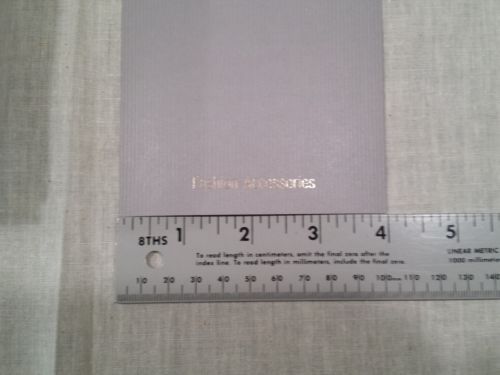 Fashion accessories
8THS 1 2 3 4 5
To read length in centimeters, omit the final zero after the
index line. To read length in millimeters, include the final zero.
LINEAR METRIC
1000 millimeter
10 20 30 40 50 60 70 80 90 100mm 110 120 130 140